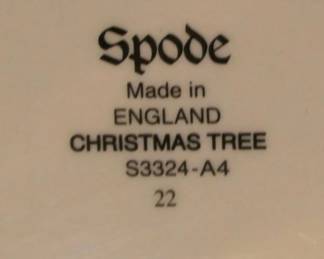 Spode
Made in
ENGLAND
CHRISTMAS TREE
S3324-A4
22